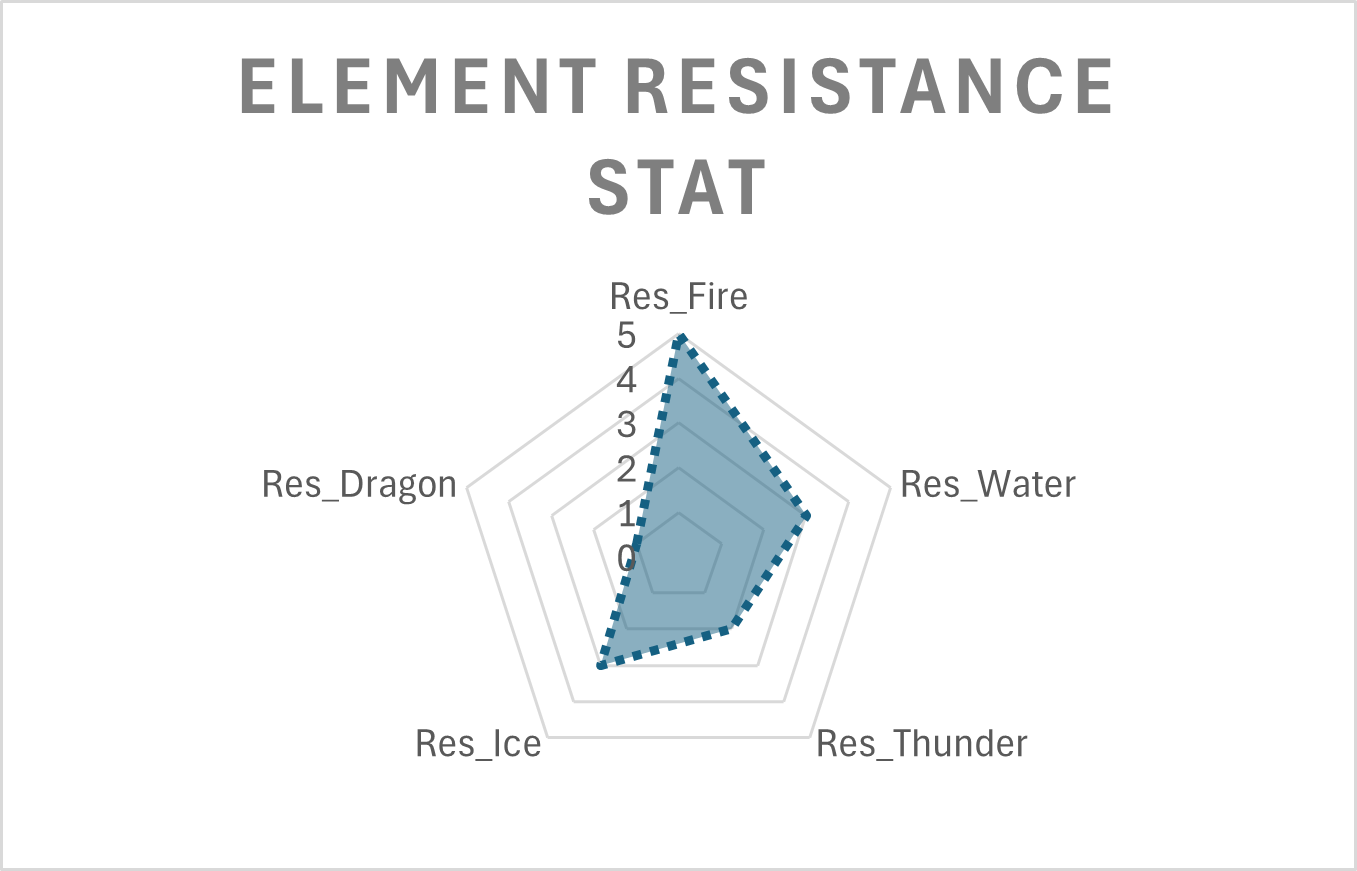 ELEMENT RESISTANCE
STAT
Res_Fire
5
4
3
2
1
0
Res_Dragon
Res_Water
Res_Ice
Res_Thunder